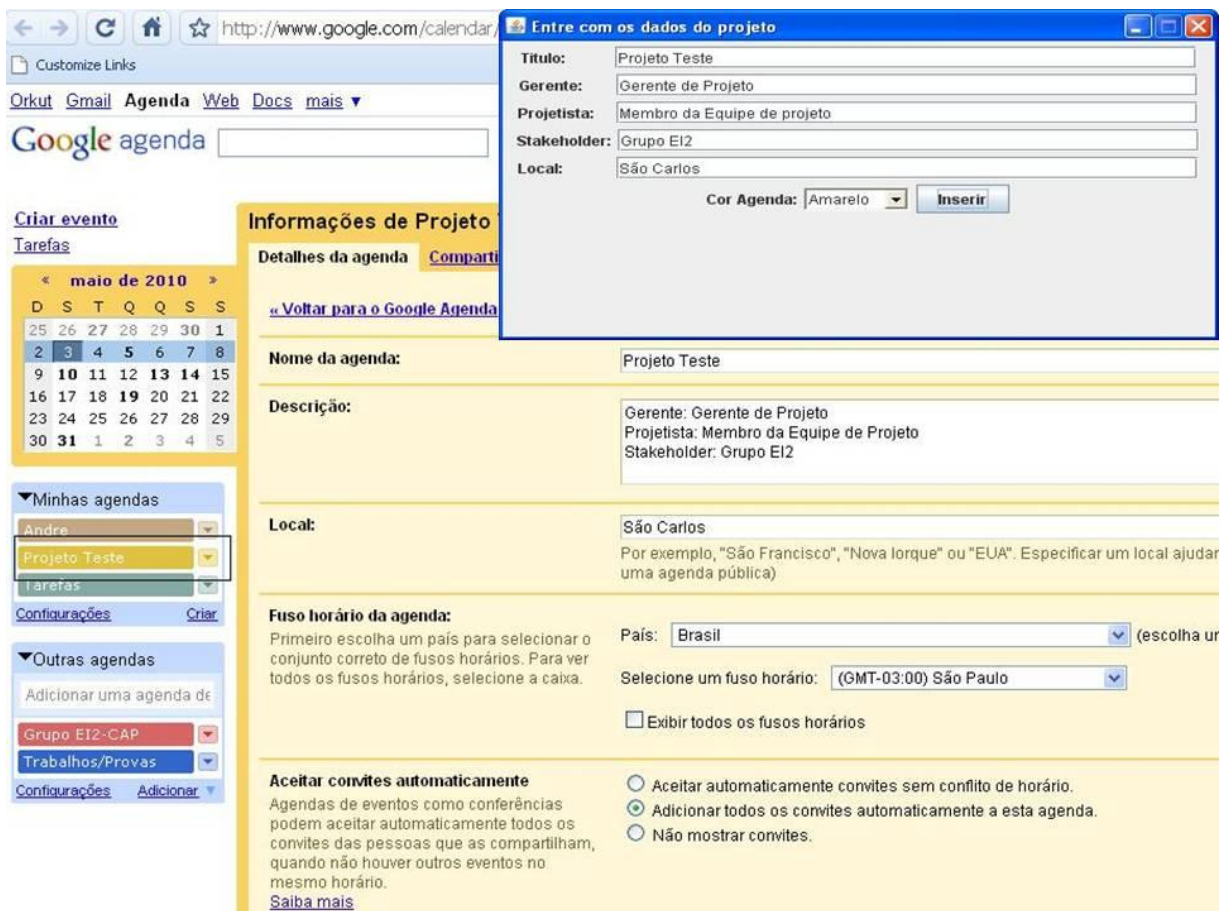 http://www.google.com/calendar/
Customize Links
Orkut Gmail Agenda Web Docs mais ▼
Google agenda
Entre com os dados do projeto
Titulo: Projeto Teste
Gerente: Gerente de Projeto
Projetista: Membro da Equipe de projeto
Stakeholder: Grupo EI2
Local: São Carlos
Cor Agenda: Amarelo Inserir
Criar evento
Tarefas
« maio de 2010 »
D S T Q Q S S
25 26 27 28 29 30 1
2 3 4 5 6 7 8
9 10 11 12 13 14 15
16 17 18 19 20 21 22
23 24 25 26 27 28 29
30 31 1 2 3 4 5
Minhas agendas
Andre
Projeto Teste
Tarefas
Configurações Criar
Outras agendas
Adicionar uma agenda de
Grupo EI2-CAP
Trabalhos/Provas
Configurações Adicionar ▼
Informações de Projeto
Detalhes da agenda Comparti
« Voltar para o Google Agenda
Nome da agenda: Projeto Teste
Descrição:
Gerente: Gerente de Projeto
Projetista: Membro da Equipe de Projeto
Stakeholder: Grupo EI2
Local: São Carlos
Por exemplo, "São Francisco", "Nova Iorque" ou "EUA". Especificar um local ajudar
uma agenda pública)
Fuso horário da agenda:
Primeiro escolha um país para selecionar o
conjunto correto de fusos horários. Para ver
todos os fusos horários, selecione a caixa.
País: Brasil (escolha um
Selecione um fuso horário: (GMT-03:00) São Paulo
Exibir todos os fusos horários
Aceitar convites automaticamente
Agendas de eventos como conferências
podem aceitar automaticamente todos os
convites das pessoas que as compartilham,
quando não houver outros eventos no
mesmo horário.
Saiba mais
Aceitar automaticamente convites sem conflito de horário.
Adicionar todos os convites automaticamente a esta agenda.
Não mostrar convites.